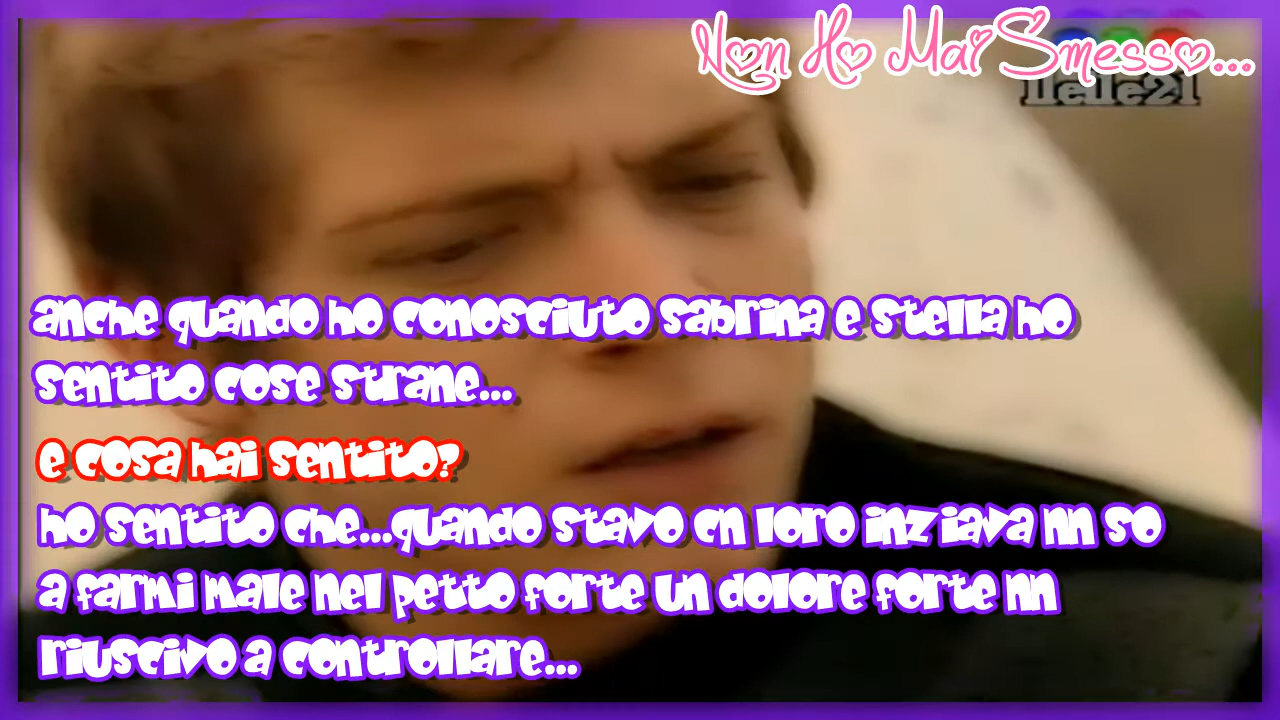 Non Ho Mai Smesso...
llelle21
anche quando ho conosciuto sabrina e stella ho
sentito cose strane...
e cosa hai sentito?
ho sentito che...quando stavo cn loro inziava nn so
a farmi male nel petto forte un dolore forte nn
riuscivo a controllare...